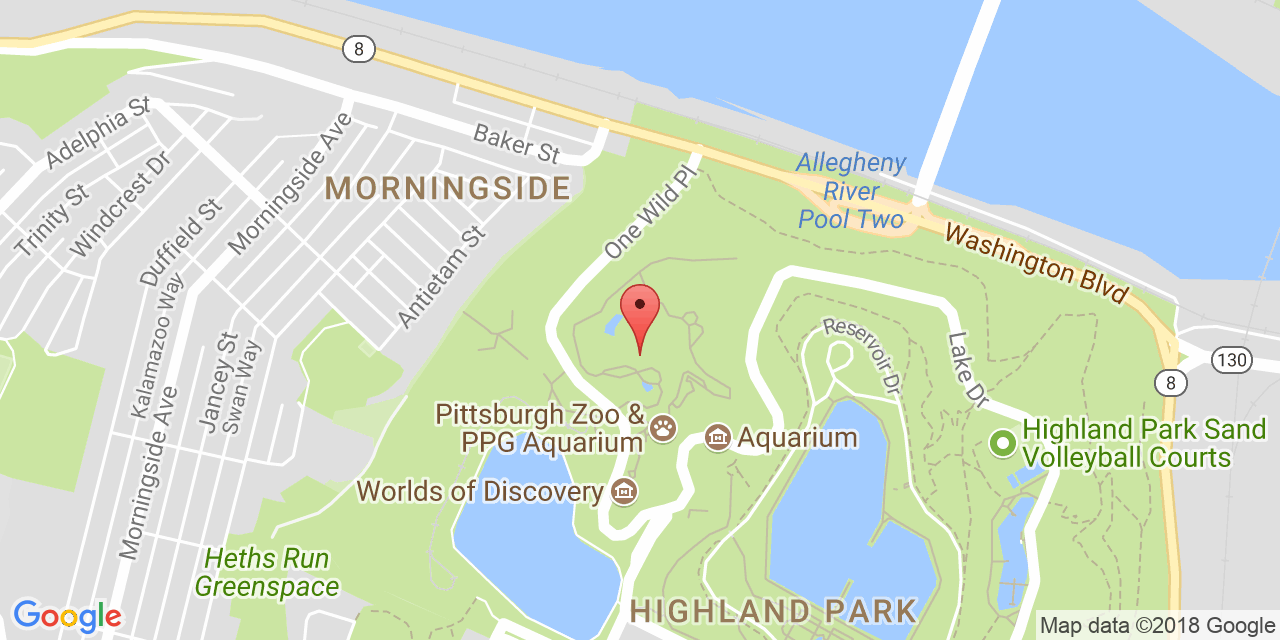 8
Adelphia St
Baker St
Morningside Ave
MORNINGSIDE
Allegheny
River
Pool Two
One Wild Pl
Trinity St
Windcrest Dr
Duffield St
Washington Blvd
Antietam St
Kalamazoo Way
Jancey St
Swan Way
Reservoir Dr
Lake Dr
130
8
Morningside Ave
Pittsburgh Zoo &
PPG Aquarium
Aquarium
Highland Park Sand
Volleyball Courts
Worlds of Discovery
Heths Run
Greenspace
HIGHLAND PARK
Google
Map data ©2018 Google